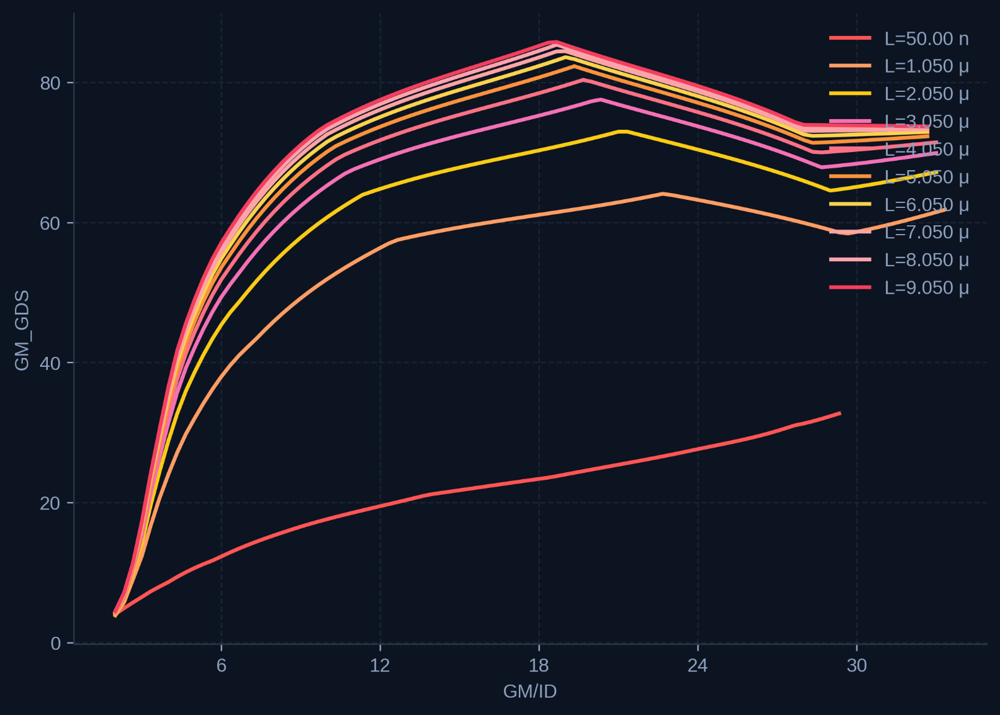 L=50.00 n
L=1.050 µ
L=2.050 µ
L=3.050 µ
L=4.050 µ
L=5.050 µ
L=6.050 µ
L=7.050 µ
L=8.050 µ
L=9.050 µ
80
60
40
20
0
GM_GDS
6 12 18 24 30
GM/ID